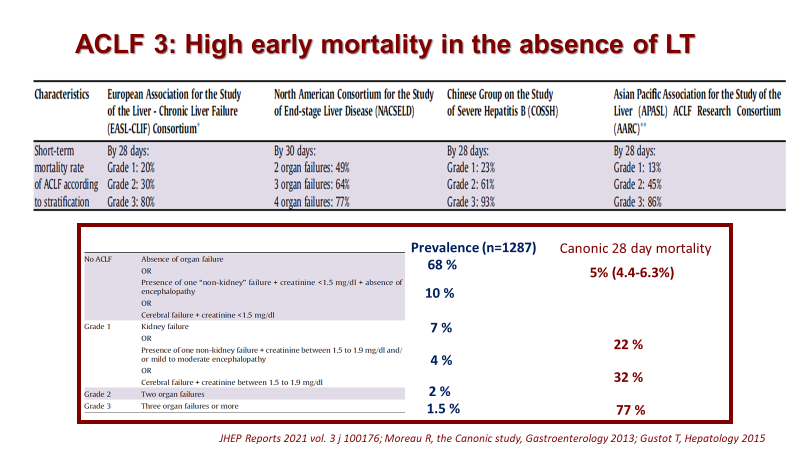 ACLF 3: High early mortality in the absence of LT
Characteristics
European Association for the Study
of the Liver - Chronic Liver Failure
(EASL-CLIF) Consortium*
North American Consortium for the Study
of End-stage Liver Disease (NACSELD)
Chinese Group on the Study
of Severe Hepatitis B (COSSH)
Asian Pacific Association for the Study of the
Liver (APASL) ACLF Research Consortium
(AARC)**
Short-term
mortality rate
of ACLF according
to stratification
By 28 days:
Grade 1: 20%
Grade 2: 30%
Grade 3: 80%
By 30 days:
2 organ failures: 49%
3 organ failures: 64%
4 organ failures: 77%
By 28 days:
Grade 1: 23%
Grade 2: 61%
Grade 3: 93%
By 28 days:
Grade 1: 13%
Grade 2: 45%
Grade 3: 86%
Prevalence (n=1287)
Canonic 28 day mortality
No ACLF
Absence of organ failure
68 %
5% (4.4-6.3%)
OR
Presence of one "non-kidney" failure + creatinine <1.5 mg/dl + absence of
encephalopathy
10 %
OR
Cerebral failure + creatinine <1.5 mg/dl
Grade 1
Kidney failure
7 %
OR
22 %
Presence of one non-kidney failure + creatinine between 1.5 to 1.9 mg/dl and/
or mild to moderate encephalopathy
4 %
OR
Cerebral failure + creatinine between 1.5 to 1.9 mg/dl
32 %
Grade 2
Two organ failures
2 %
Grade 3
Three organ failures or more
1.5 %
77 %
JHEP Reports 2021 vol. 3 j 100176; Moreau R, the Canonic study, Gastroenterology 2013; Gustot T, Hepatology 2015